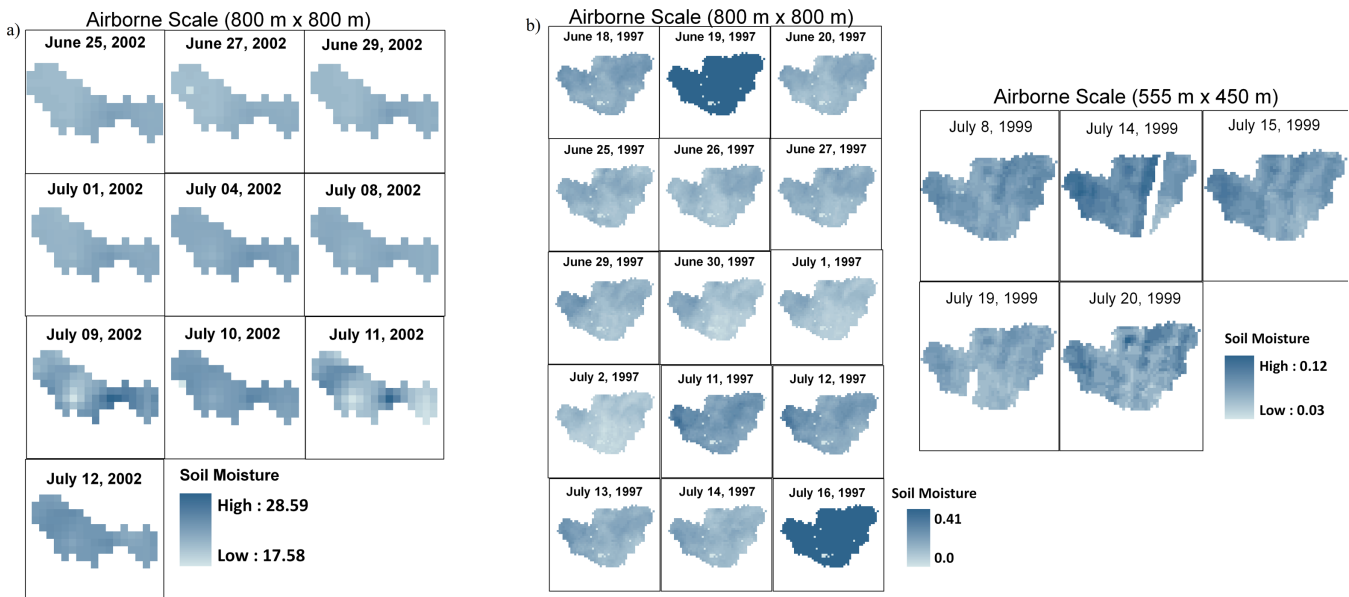 a)
Airborne Scale (800 m x 800 m)
June 25, 2002
June 27, 2002
June 29, 2002
July 01, 2002
July 04, 2002
July 08, 2002
July 09, 2002
July 10, 2002
July 11, 2002
July 12, 2002
Soil Moisture
High : 28.59
Low : 17.58
b)
Airborne Scale (800 m x 800 m)
June 18, 1997
June 19, 1997
June 20, 1997
June 25, 1997
June 26, 1997
June 27, 1997
June 29, 1997
June 30, 1997
July 1, 1997
July 2, 1997
July 11, 1997
July 12, 1997
July 13, 1997
July 14, 1997
July 16, 1997
Soil Moisture
0.41
0.0
Airborne Scale (555 m x 450 m)
July 8, 1999
July 14, 1999
July 15, 1999
July 19, 1999
July 20, 1999
Soil Moisture
High : 0.12
Low : 0.03